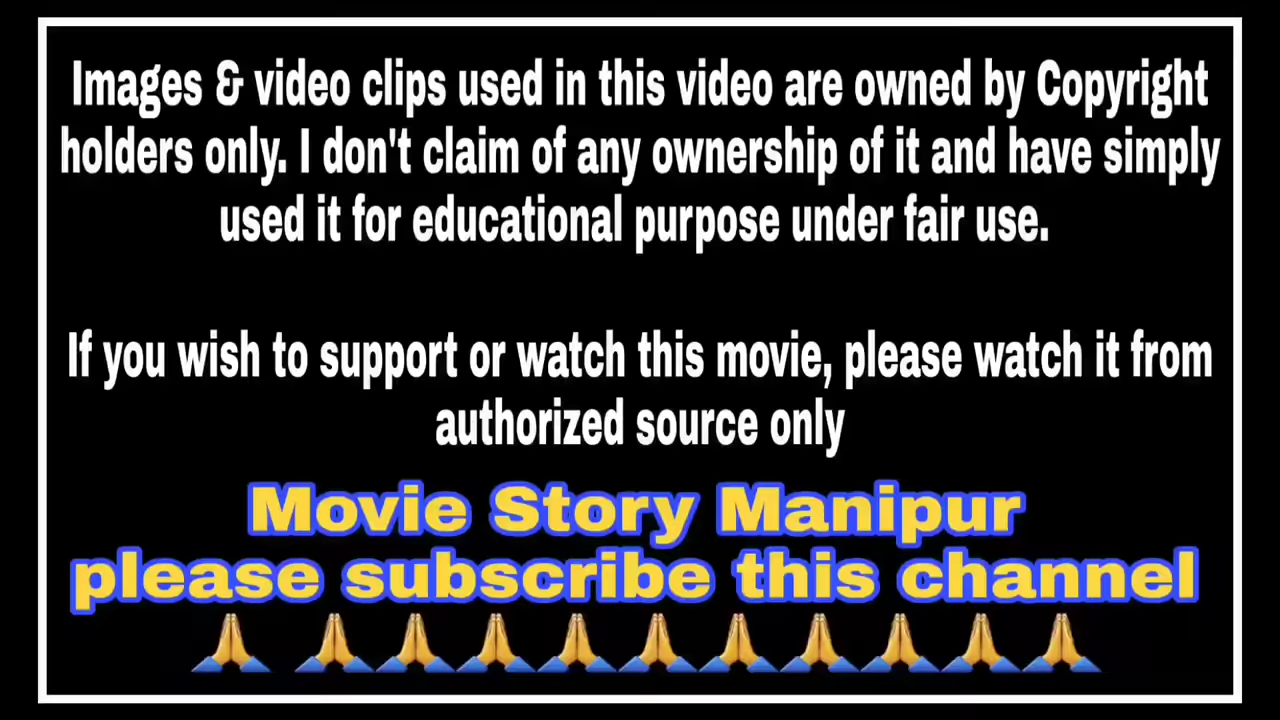 Images & video clips used in this video are owned by Copyright
holders only. I don't claim of any ownership of it and have simply
used it for educational purpose under fair use.
If you wish to support or watch this movie, please watch it from
authorized source only
Movie Story Manipur
please subscribe this channel
🙏 🙏🙏🙏🙏🙏🙏🙏🙏🙏🙏